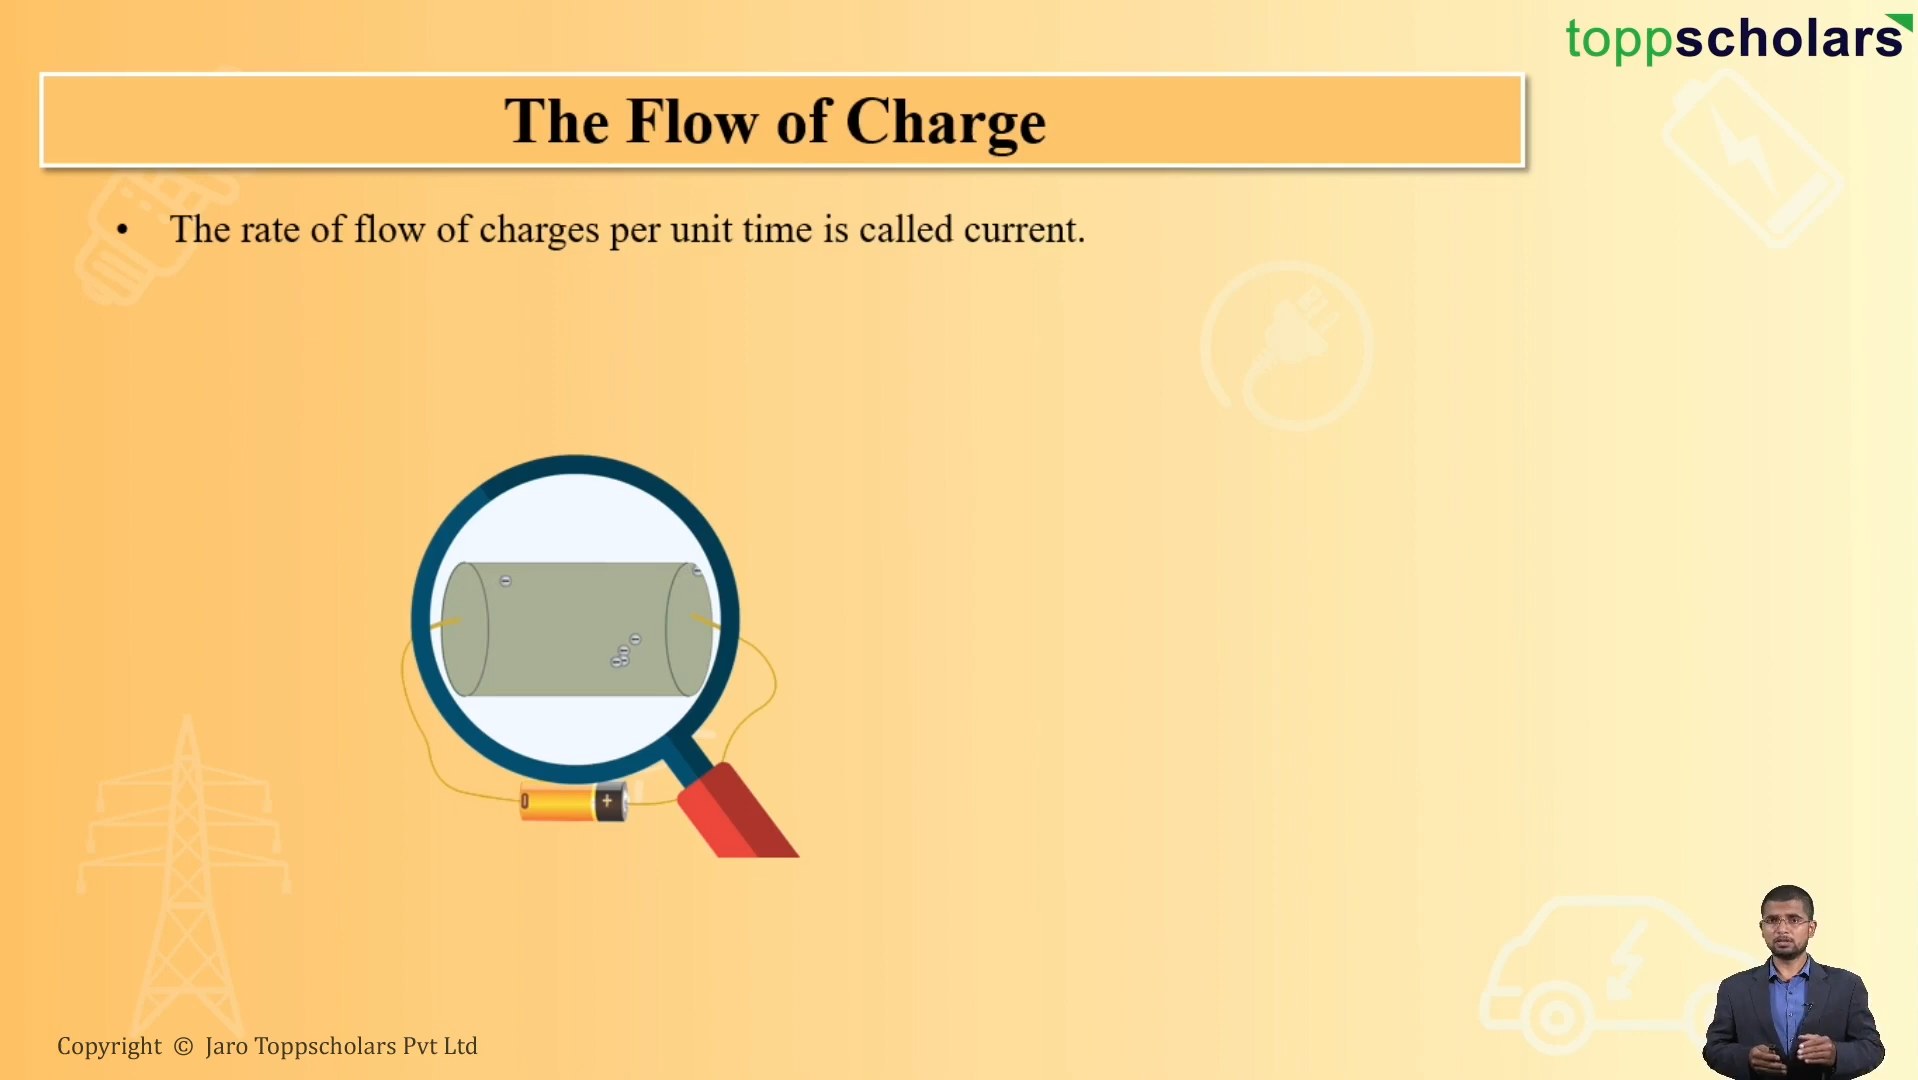 toppscholars
The Flow of Charge
• The rate of flow of charges per unit time is called current.
+
Copyright © Jaro Toppscholars Pvt Ltd